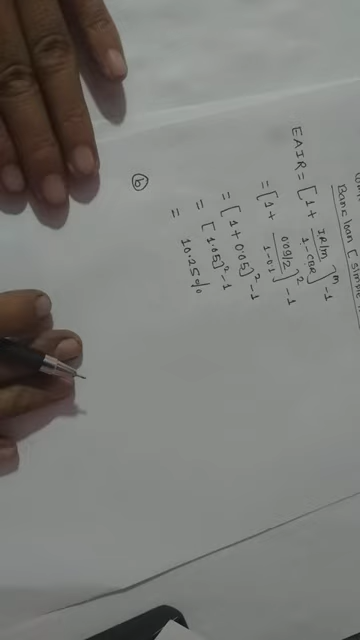 Bank loan [simple
EAIR = [1 + IR/m / 1-CBR]^m - 1
= [1 + 0.09/2 / 1-0.1]^2 - 1
= [1 + 0.05]^2 - 1
= [1.05]^2 - 1
= 10.25%
(b)